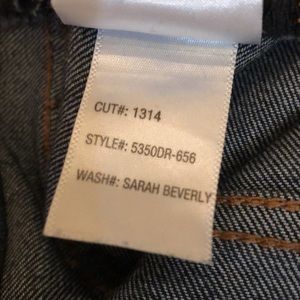 CUT#: 1314
STYLE#: 5350DR-656
WASH#: SARAH BEVERLY